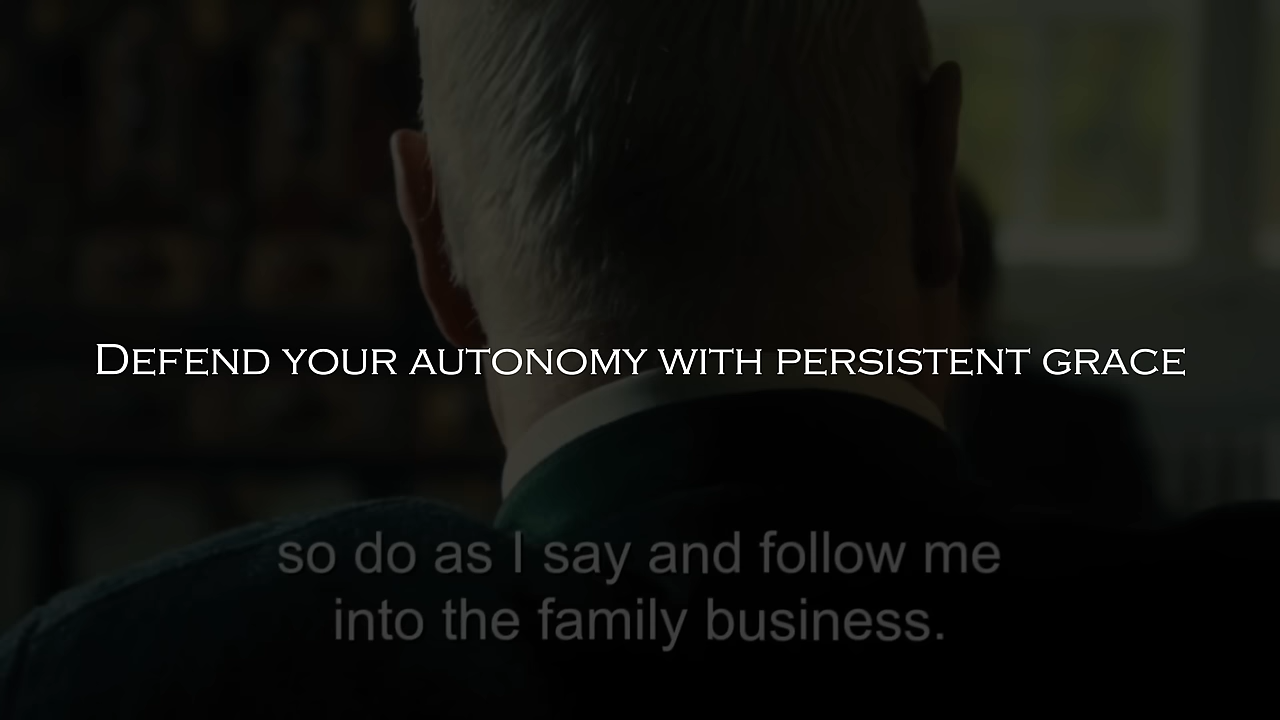 Defend your autonomy with persistent grace
so do as I say and follow me
into the family business.